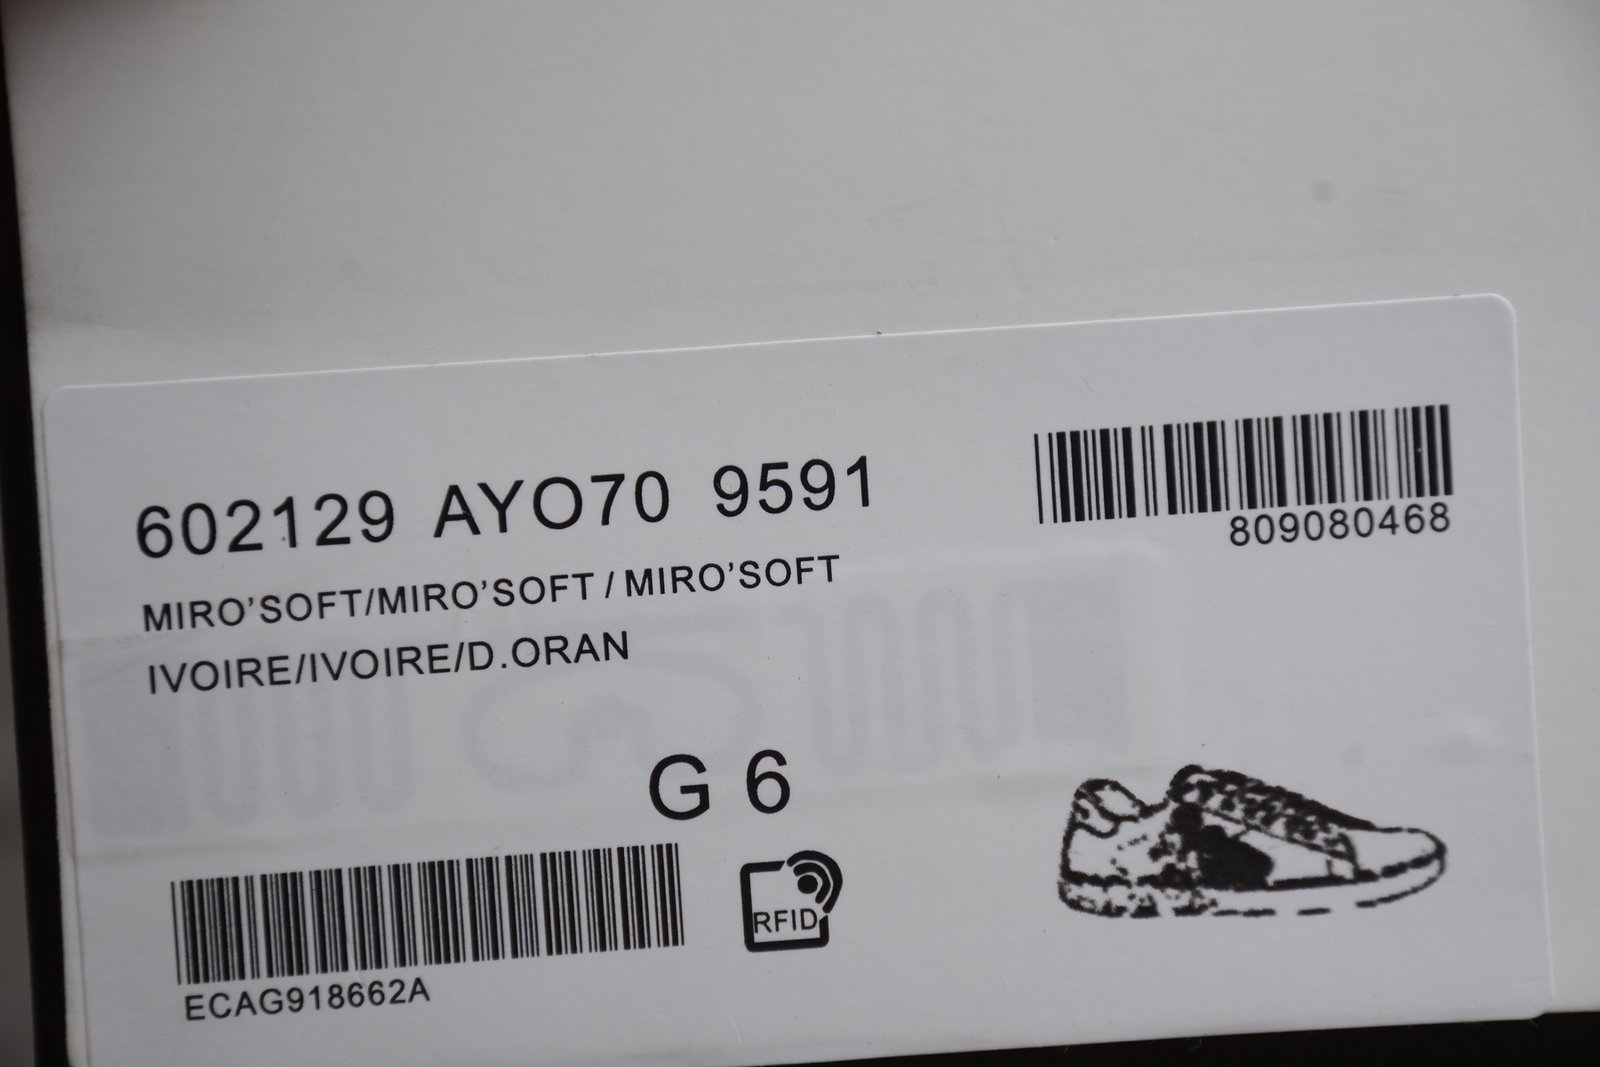 602129 AYO70 9591
809080468
MIRO’SOFT/MIRO’SOFT / MIRO’SOFT
IVOIRE/IVOIRE/D.ORAN
G 6
RFID
ECAG918662A